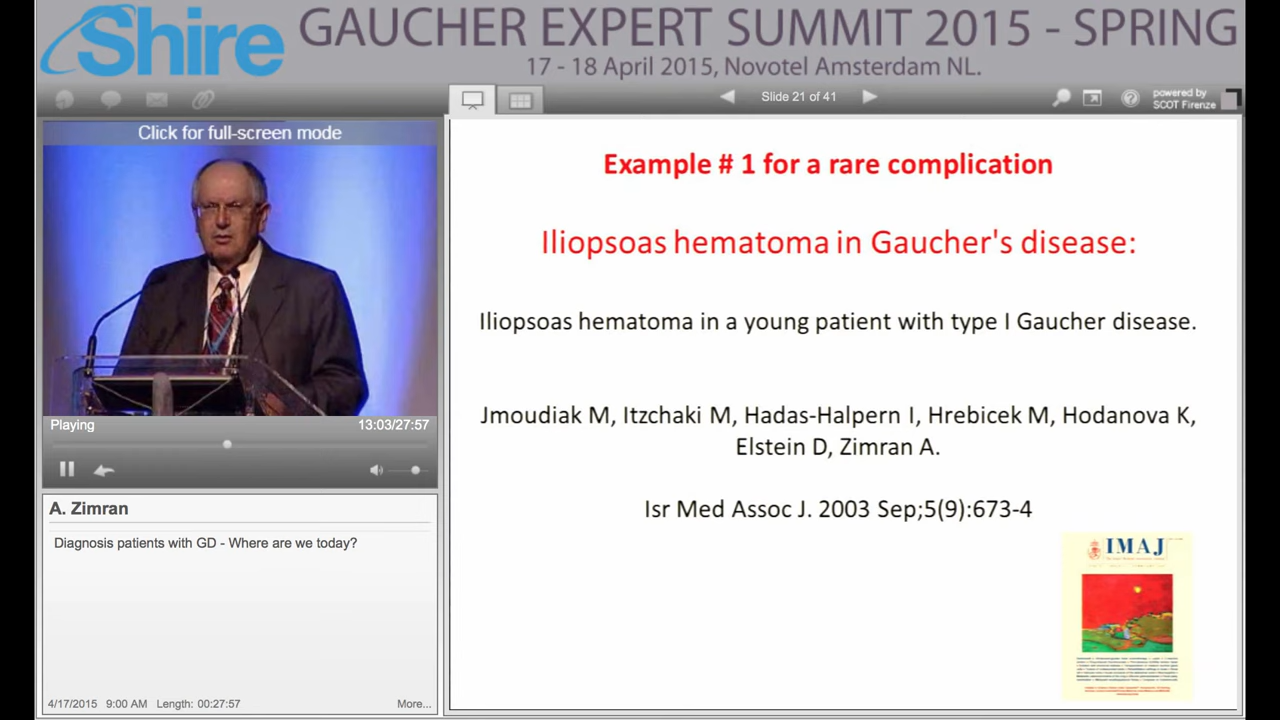 Shire
GAUCHER EXPERT SUMMIT 2015 - SPRING
17 - 18 April 2015, Novotel Amsterdam NL.
Slide 21 of 41
powered by
SCOT Firenze
Click for full-screen mode
Playing
13:03/27:57
A. Zimran
Diagnosis patients with GD - Where are we today?
4/17/2015 9:00 AM Length: 00:27:57
More...
Example # 1 for a rare complication
Iliopsoas hematoma in Gaucher's disease:
Iliopsoas hematoma in a young patient with type I Gaucher disease.
Jmoudiak M, Itzchaki M, Hadas-Halpern I, Hrebicek M, Hodanova K,
Elstein D, Zimran A.
Isr Med Assoc J. 2003 Sep;5(9):673-4
IMAJ